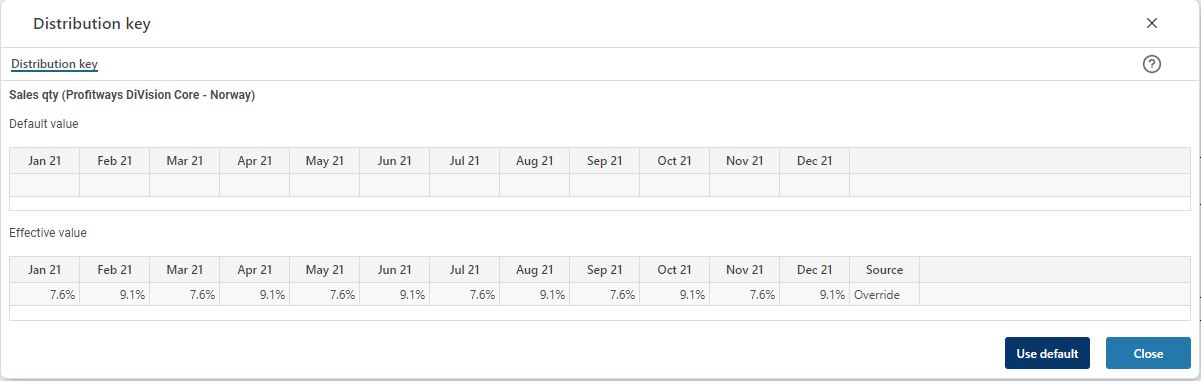 Distribution key
Distribution key
Sales qty (Profitways DiVision Core - Norway)
Default value
Jan 21 Feb 21 Mar 21 Apr 21 May 21 Jun 21 Jul 21 Aug 21 Sep 21 Oct 21 Nov 21 Dec 21
Effective value
Jan 21 Feb 21 Mar 21 Apr 21 May 21 Jun 21 Jul 21 Aug 21 Sep 21 Oct 21 Nov 21 Dec 21 Source
7.6% 9.1% 7.6% 9.1% 7.6% 9.1% 7.6% 9.1% 7.6% 9.1% 7.6% 9.1% Override
Use default Close